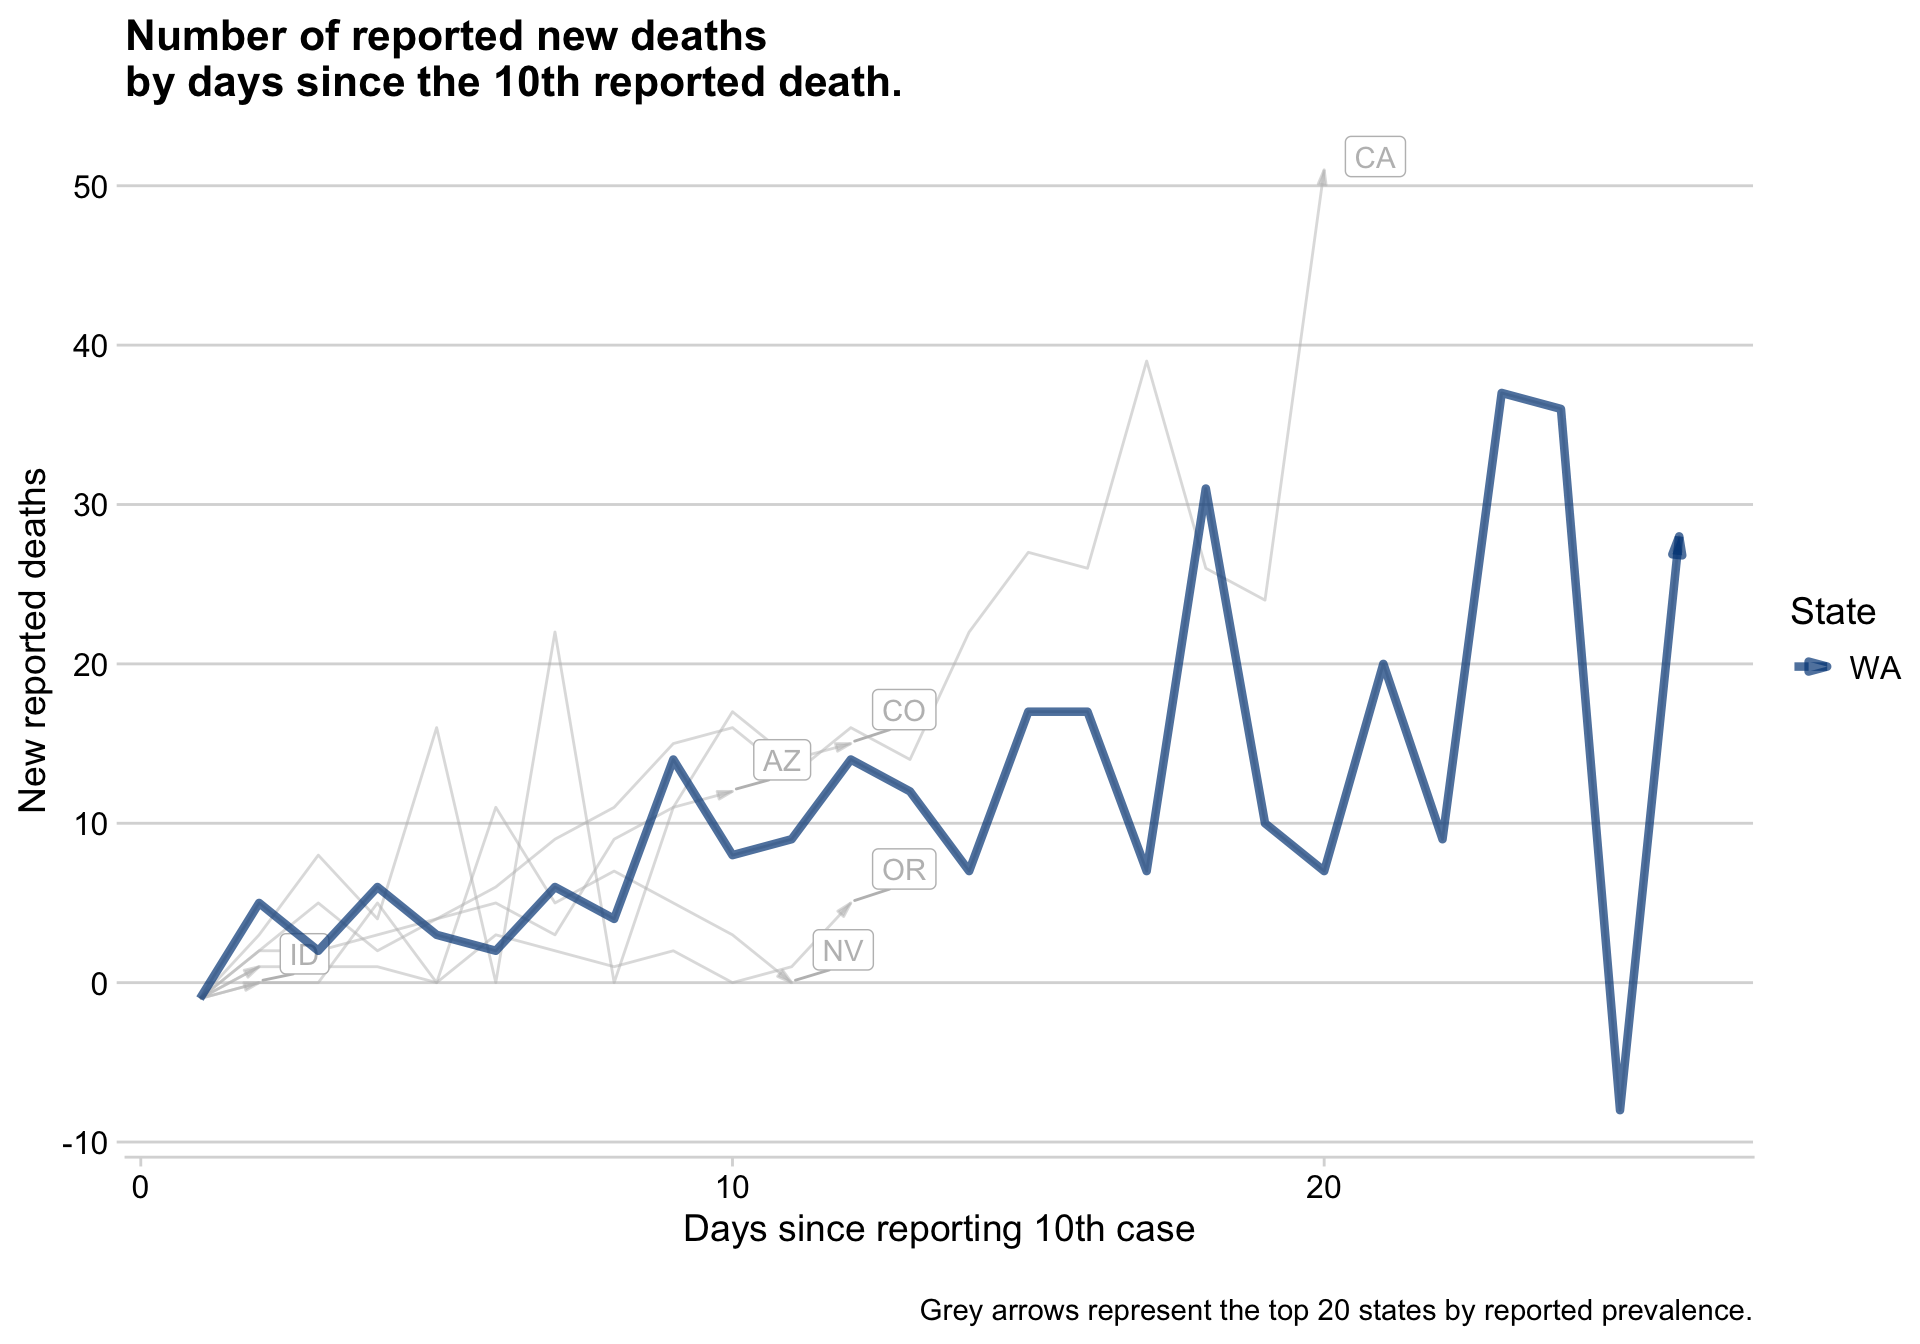 Number of reported new deaths
by days since the 10th reported death.
New reported deaths
50
40
30
20
10
0
-10
CA
CO
AZ
OR
NV
ID
State
WA
0
10
20
Days since reporting 10th case
Grey arrows represent the top 20 states by reported prevalence.